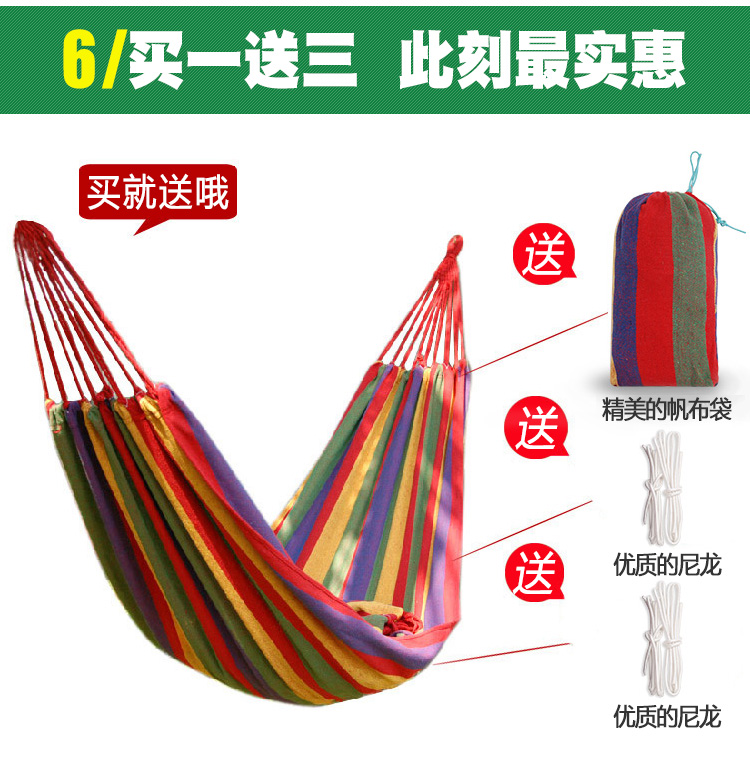 6/买一送三 此刻最实惠
买就送哦
送
精美的帆布袋
送
优质的尼龙
送
优质的尼龙